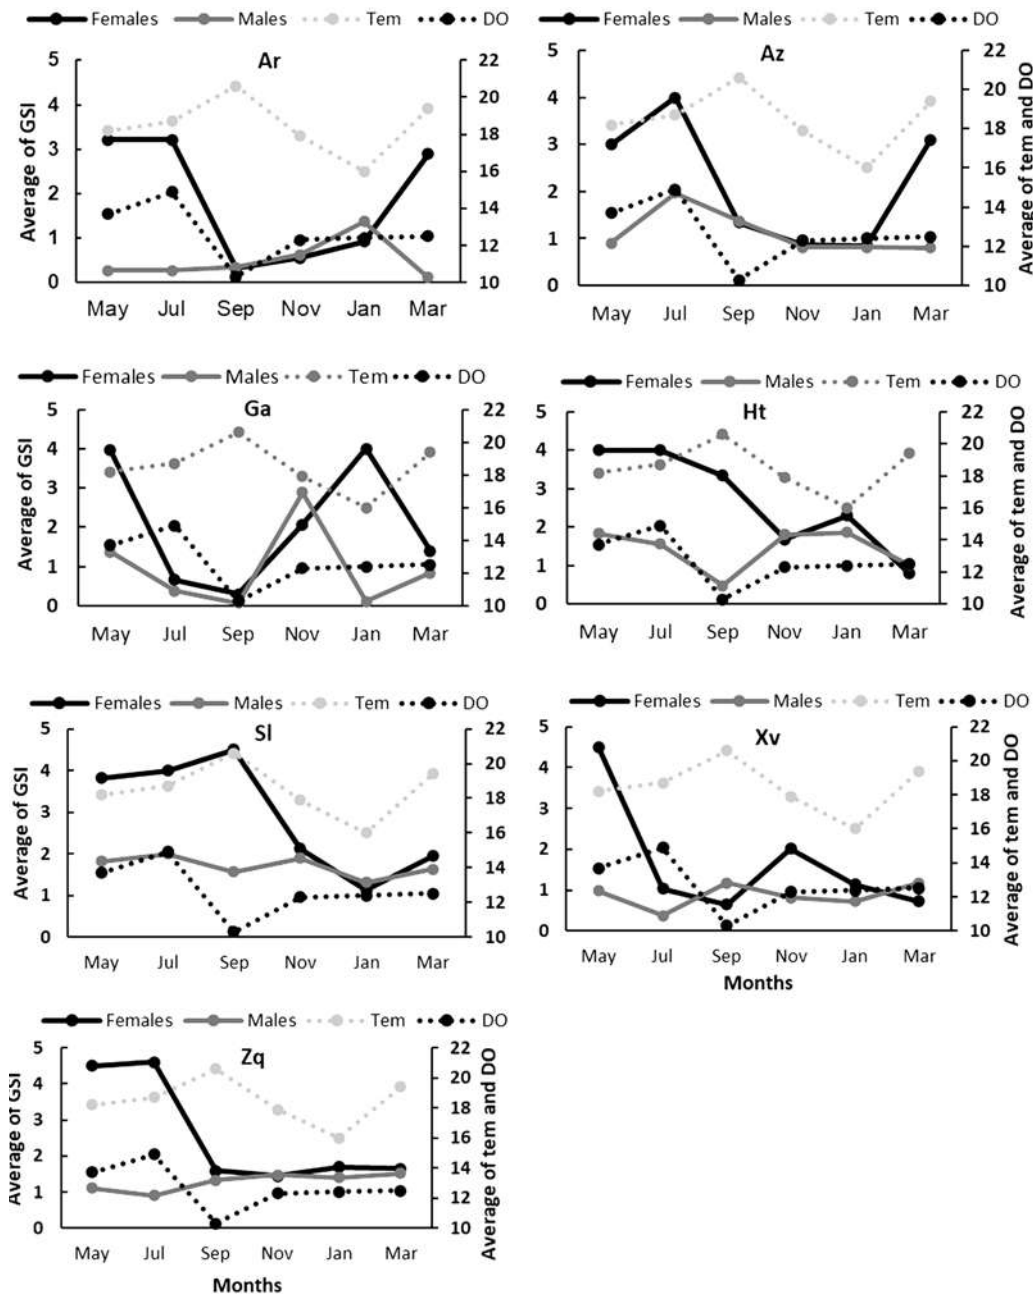 Females Males Tem DO
Ar
Average of GSI
5
4
3
2
1
0
22
20
18
16
14
12
10
May Jul Sep Nov Jan Mar
Females Males Tem DO
Az
5
4
3
2
1
0
22
20
18
16
14
12
10
Average of tem and DO
May Jul Sep Nov Jan Mar
Females Males Tem DO
Ga
Average of GSI
5
4
3
2
1
0
22
20
18
16
14
12
10
May Jul Sep Nov Jan Mar
Females Males Tem DO
Ht
5
4
3
2
1
0
22
20
18
16
14
12
10
Average of tem and DO
May Jul Sep Nov Jan Mar
Females Males Tem DO
Sl
Average of GSI
5
4
3
2
1
0
22
20
18
16
14
12
10
May Jul Sep Nov Jan Mar
Females Males Tem DO
Xv
5
4
3
2
1
0
22
20
18
16
14
12
10
Average of tem and DO
May Jul Sep Nov Jan Mar
Months
Females Males Tem DO
Zq
Average of GSI
5
4
3
2
1
0
22
20
18
16
14
12
10
Average of tem and DO
May Jul Sep Nov Jan Mar
Months